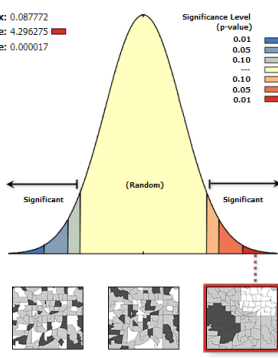 x: 0.087772
e: 4.296275
e: 0.000017
Significance Level
(p-value)
0.01
0.05
0.10
---
0.10
0.05
0.01
Significant
(Random)
Significant